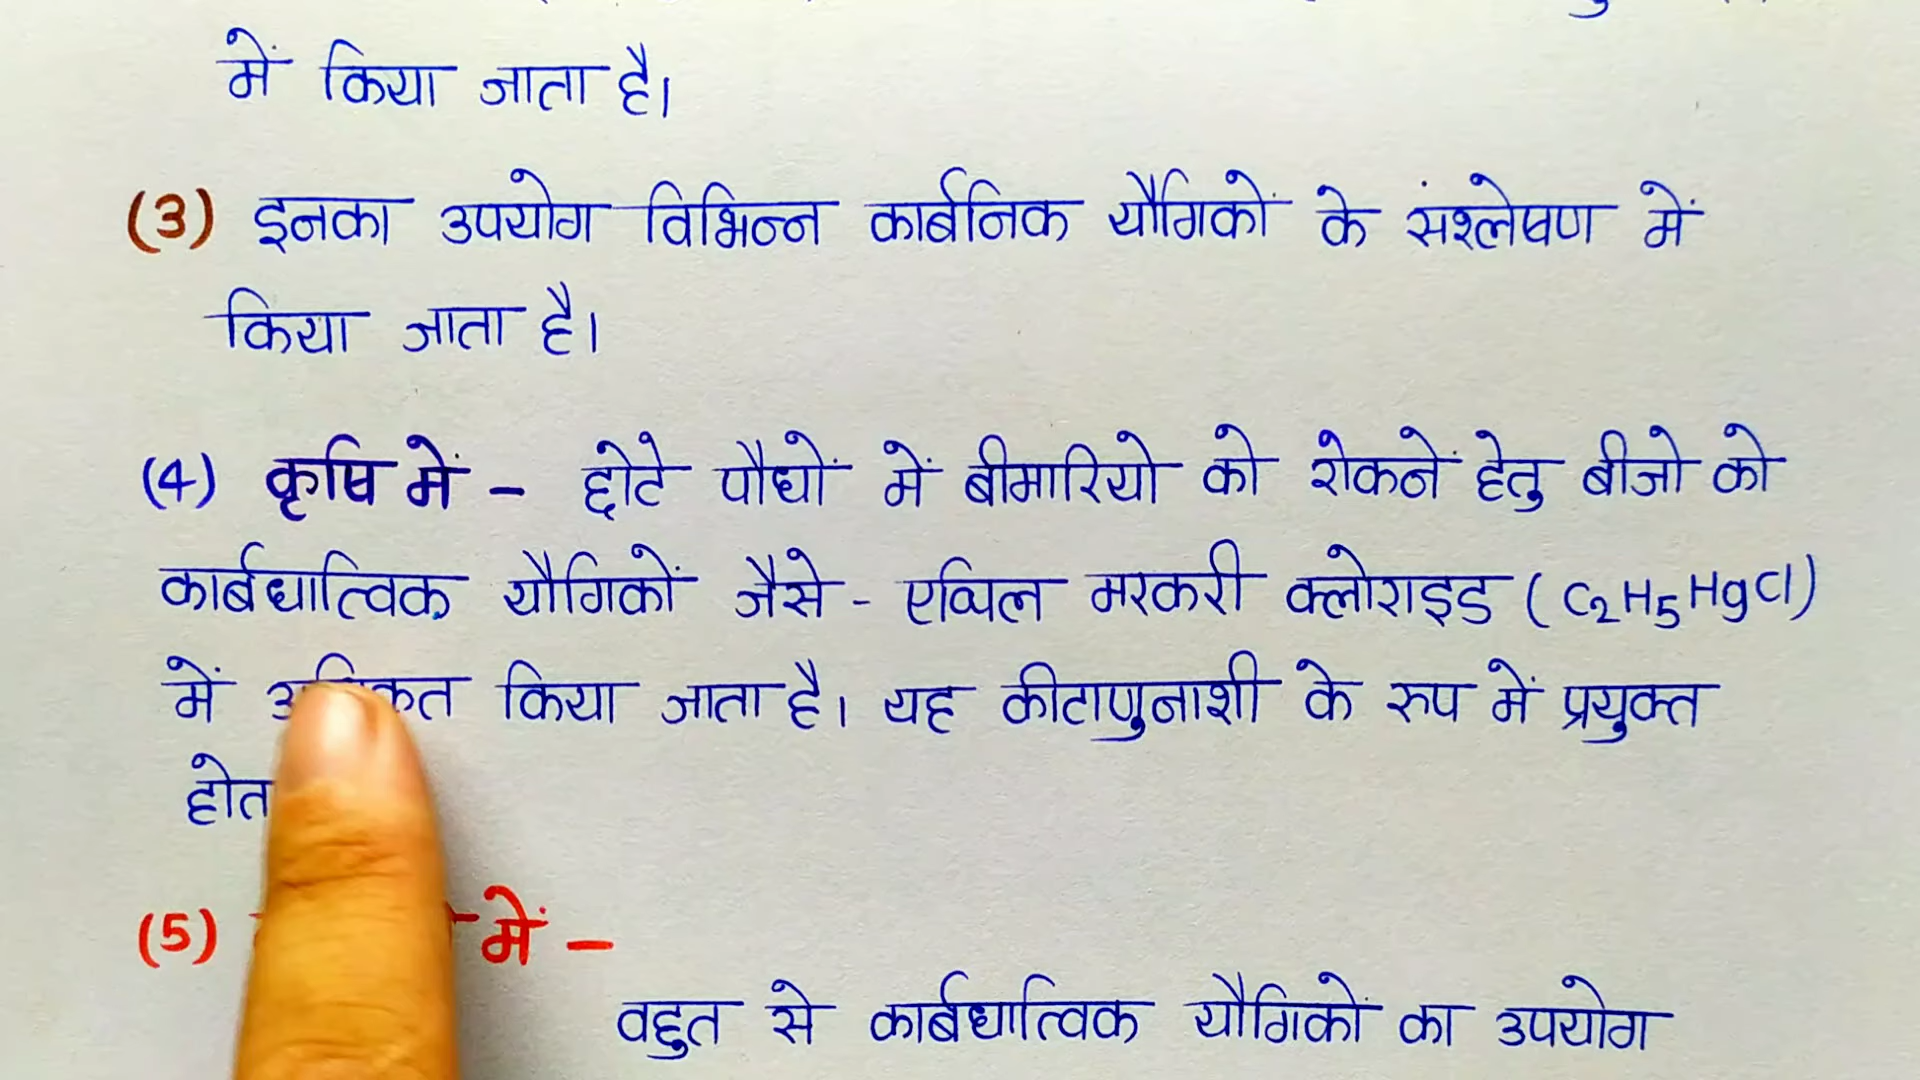 में किया जाता है।
(3) इनका उपयोग विभिन्न कार्बनिक यौगिकों के संश्लेषण में
किया जाता है।
(4) कृषि में - छोटे पौधों में बीमारियो को रोकनें हेतु बीजो को
कार्बधात्विक यौगिकों जैसे - एथिल मरकरी क्लोराइड (C₂H₅HgCl)
में किया जाता है। यह कीटाणुनाशी के रुप में प्रयुक्त
(5) में -
बहुत से कार्बधात्विक यौगिकों का उपयोग